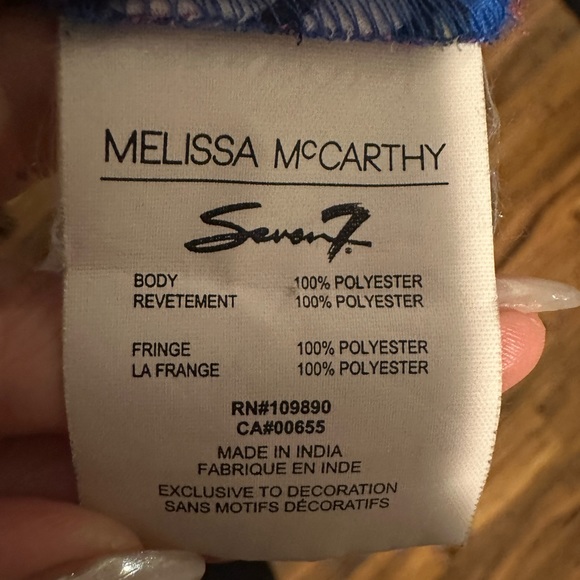 MELISSA McCARTHY
Seven7
BODY 100% POLYESTER
REVETEMENT 100% POLYESTER
FRINGE 100% POLYESTER
LA FRANGE 100% POLYESTER
RN#109890
CA#00655
MADE IN INDIA
FABRIQUE EN INDE
EXCLUSIVE TO DECORATION
SANS MOTIFS DÉCORATIFS